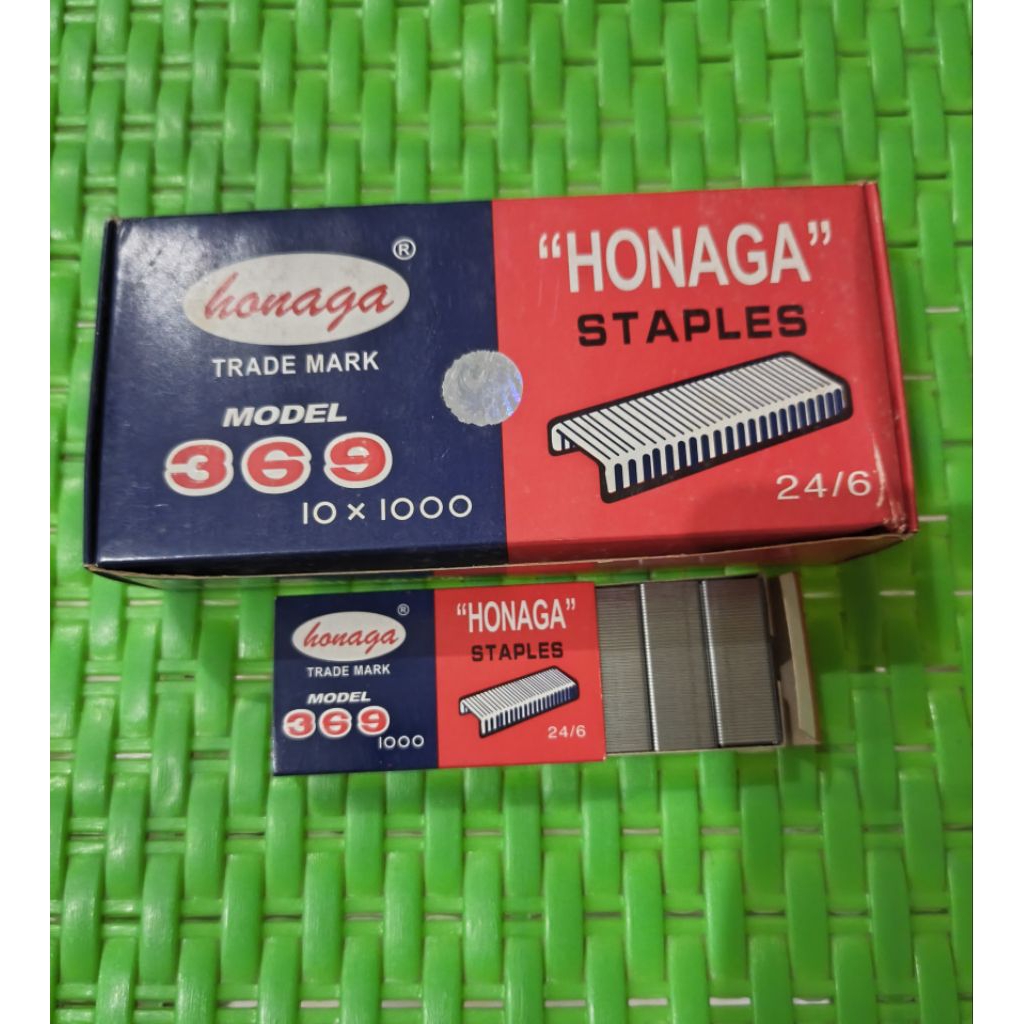 honaga ®
TRADE MARK
MODEL
369
10 x 1000
"HONAGA"
STAPLES
24/6
honaga ®
TRADE MARK
MODEL
369
1000
"HONAGA"
STAPLES
24/6